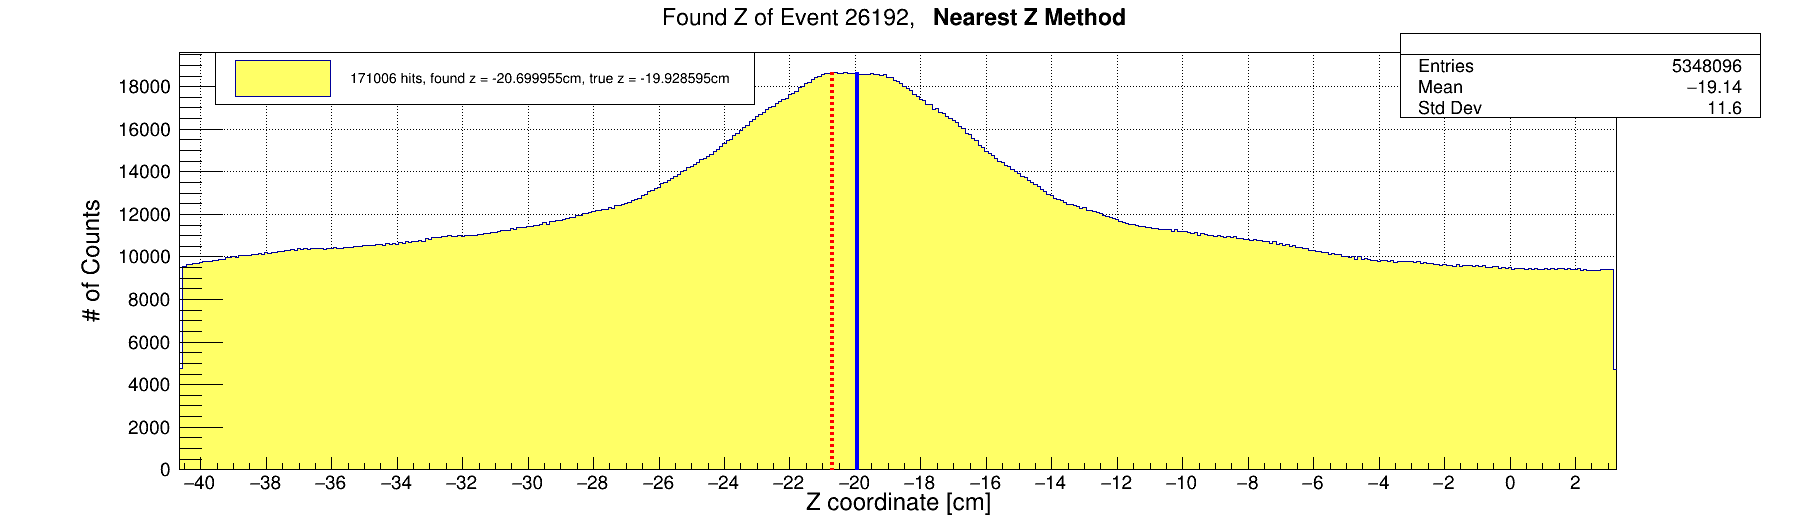 Found Z of Event 26192, Nearest Z Method
171006 hits, found z = -20.699955cm, true z = -19.928595cm
Entries 5348096
Mean −19.14
Std Dev 11.6
18000
16000
14000
12000
10000
8000
6000
4000
2000
0
# of Counts
−40 −38 −36 −34 −32 −30 −28 −26 −24 −22 −20 −18 −16 −14 −12 −10 −8 −6 −4 −2 0 2
Z coordinate [cm]